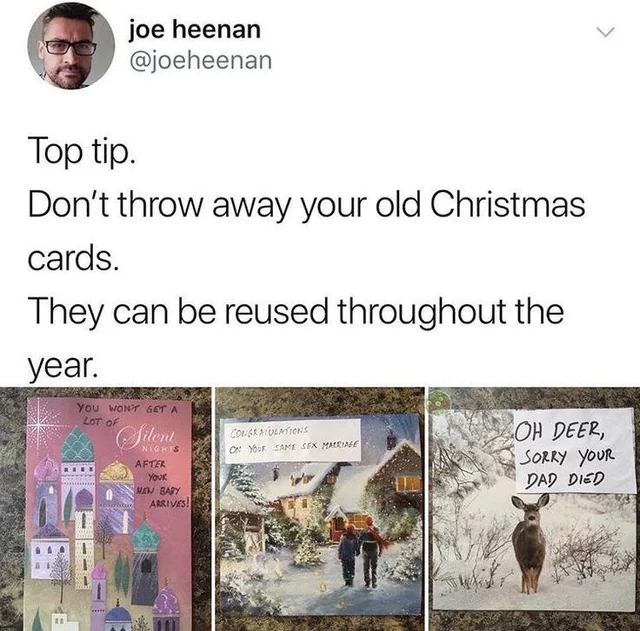 joe heenan
@joeheenan
Top tip.
Don't throw away your old Christmas
cards.
They can be reused throughout the
year.
YOU WON'T GET A
LOT OF
Silent
NIGHTS
AFTER
YOUR
NEW BABY
ARRIVES!
CONGRATULATIONS
ON YOUR SAME SEX MARRIAGE
OH DEER,
SORRY YOUR
DAD DIED